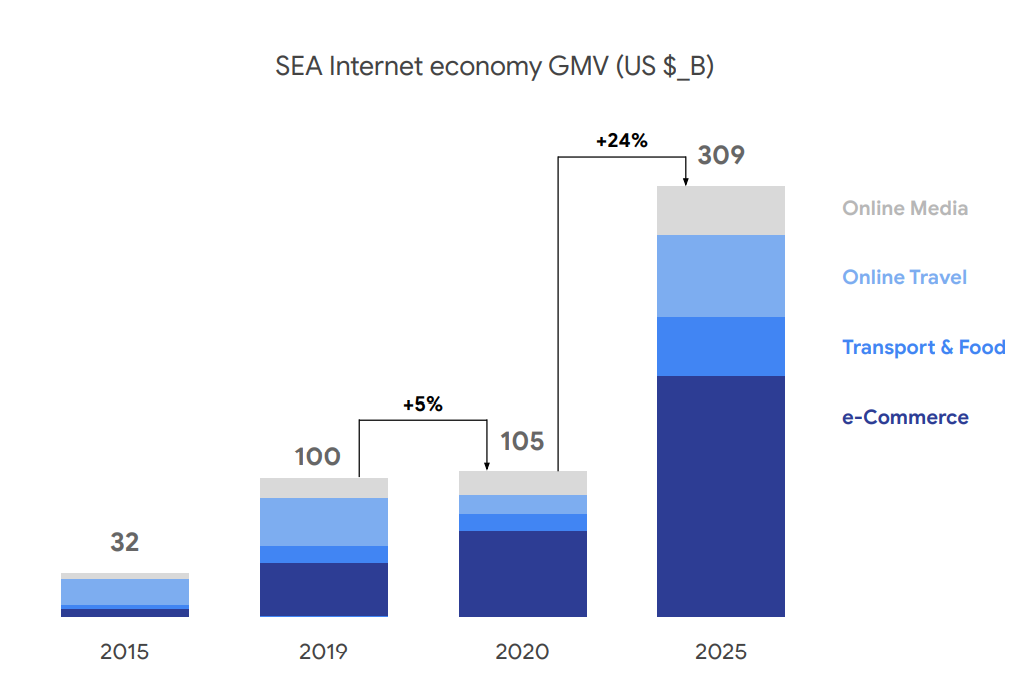 SEA Internet economy GMV (US $_B)
+24%
309
Online Media
Online Travel
Transport & Food
+5%
e-Commerce
105
100
32
2015
2019
2020
2025